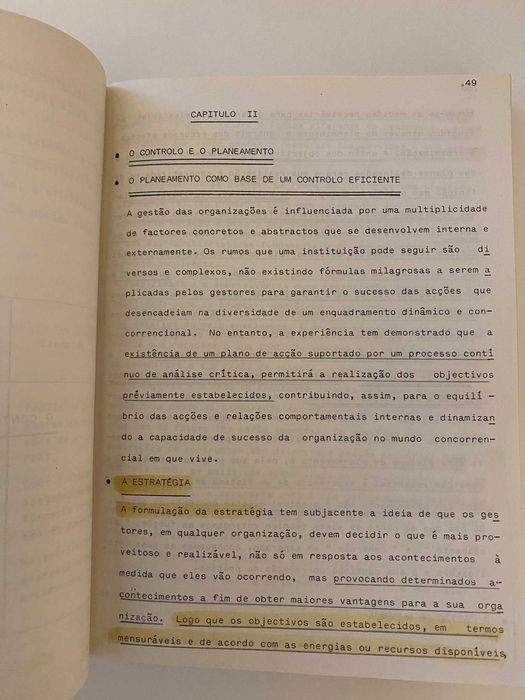 .49
CAPITULO II
O CONTROLO E O PLANEAMENTO
O PLANEAMENTO COMO BASE DE UM CONTROLO EFICIENTE
A gestão das organizações é influenciada por uma multiplicidade
de factores concretos e abstractos que se desenvolvem interna e
externamente. Os rumos que uma instituição pode seguir são di
versos e complexos, não existindo fórmulas milagrosas a serem a
plicadas pelos gestores para garantir o sucesso das acções que
desencadeiam na diversidade de um enquadramento dinâmico e con-
correncional. No entanto, a experiência tem demonstrado que a
existência de um plano de acção suportado por um processo conti
nuo de análise crítica, permitirá a realização dos objectivos
préviamente estabelecidos, contribuindo, assim, para o equilí -
brio das acções e relações comportamentais internas e dinamizan
do a capacidade de sucesso da organização no mundo concorren-
cial em que vive.
A ESTRATÉGIA
A formulação da estratégia tem subjacente a ideia de que os ges
tores, em qualquer organização, devem decidir o que é mais pro-
veitoso e realizável, não só em resposta aos acontecimentos à
medida que eles vão ocorrendo, mas provocando determinados a-
contecimentos a fim de obter maiores vantagens para a sua orga
nização. Logo que os objectivos são estabelecidos, em termos
mensuráveis e de acordo com as energias ou recursos disponíveis,